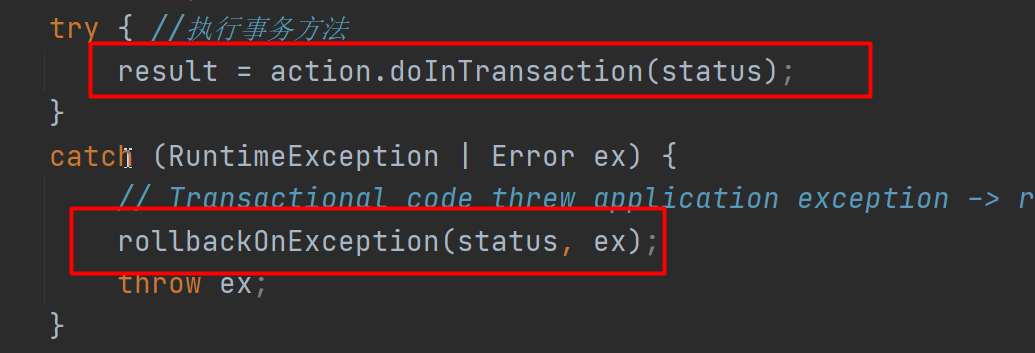 try { //执行事务方法
result = action.doInTransaction(status);
}
catch (RuntimeException | Error ex) {
// Transactional code threw application exception -> r
rollbackOnException(status, ex);
throw ex;
}